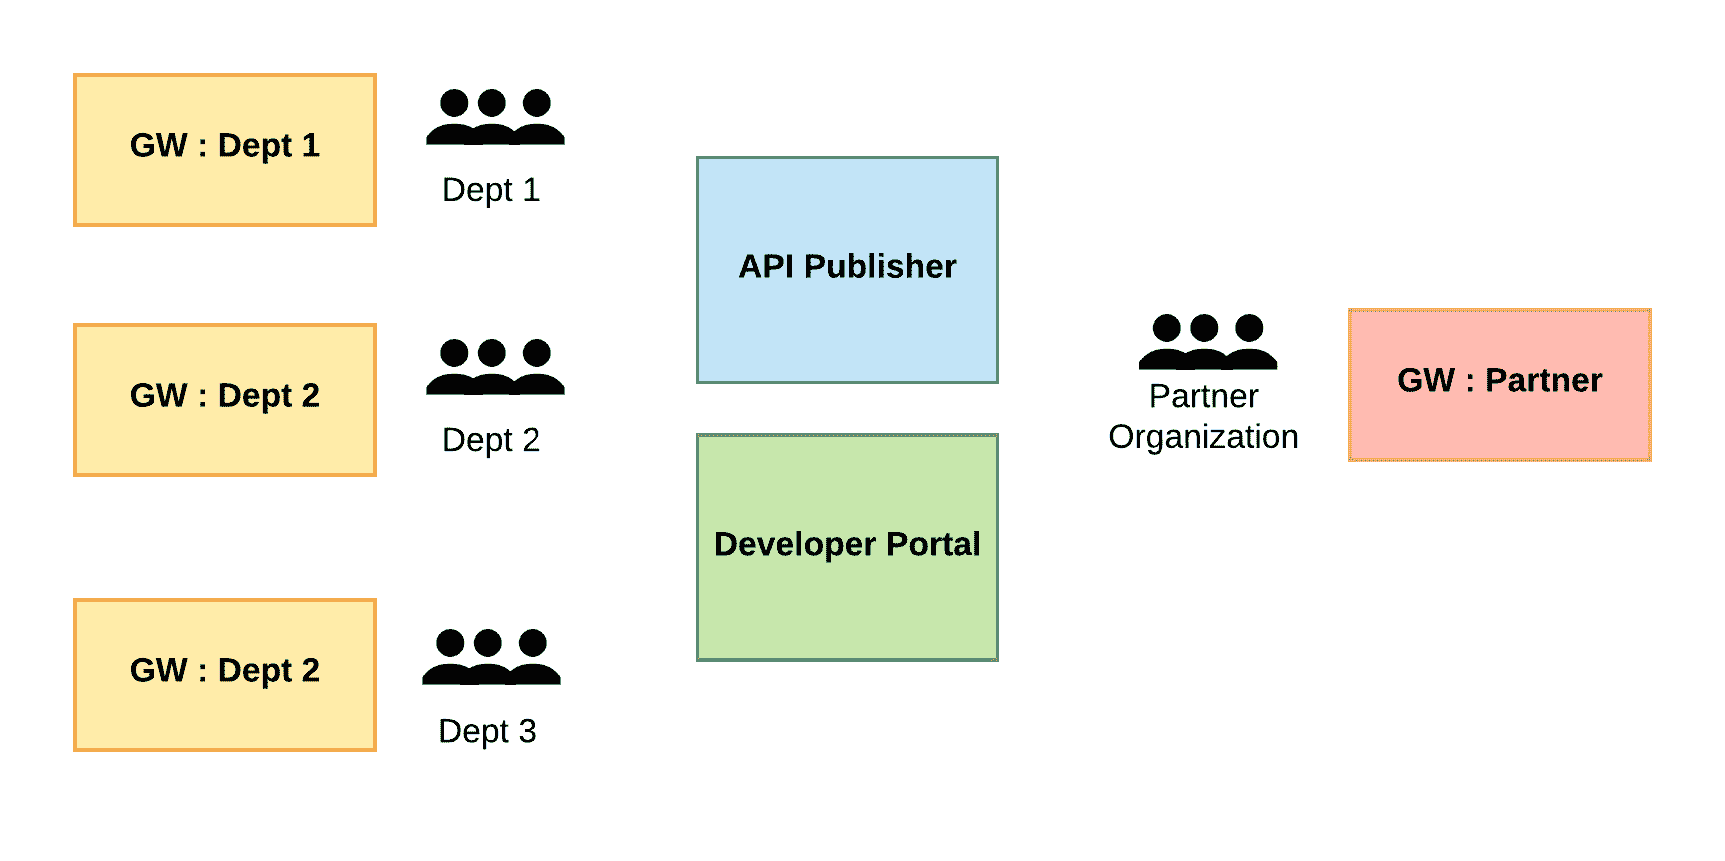 GW : Dept 1
Dept 1
GW : Dept 2
Dept 2
GW : Dept 2
Dept 3
API Publisher
Developer Portal
Partner
Organization
GW : Partner